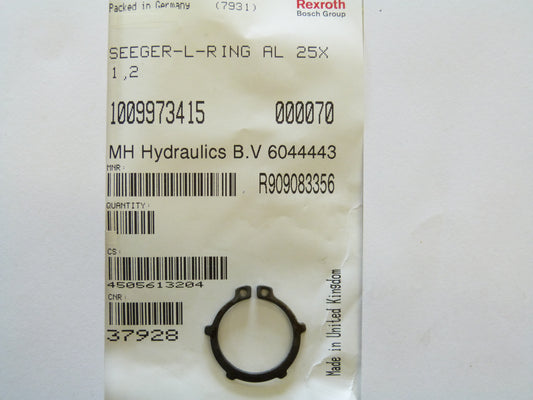 Packed in Germany (7931) Rexroth
Bosch Group
SEEGER-L-RING AL 25X
1,2
1009973415 000070
MH Hydraulics B.V 6044443
MNR:
R909083356
QUANTITY:
CS:
4505613204
CNR:
37928
Made in United Kingdom